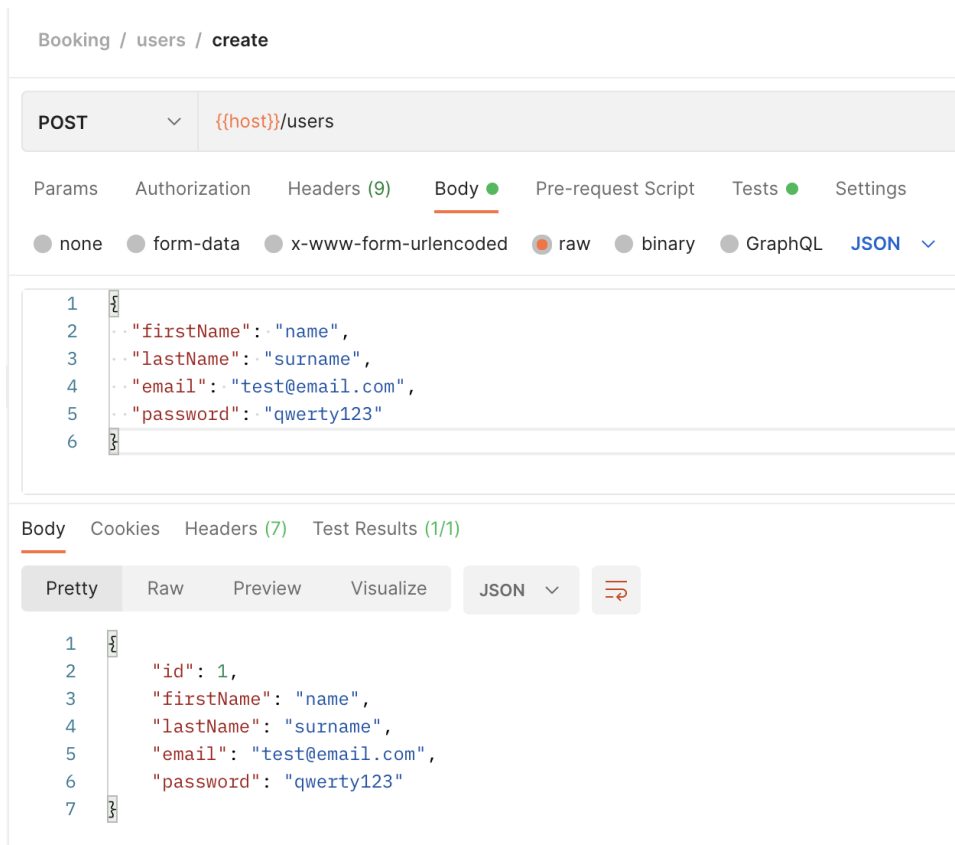 Booking / users / create
POST {{host}}/users
Params Authorization Headers (9) Body Pre-request Script Tests Settings
none form-data x-www-form-urlencoded raw binary GraphQL JSON
1 {
2 "firstName": "name",
3 "lastName": "surname",
4 "email": "test@email.com",
5 "password": "qwerty123"
6 }
Body Cookies Headers (7) Test Results (1/1)
Pretty Raw Preview Visualize JSON
1 {
2 "id": 1,
3 "firstName": "name",
4 "lastName": "surname",
5 "email": "test@email.com",
6 "password": "qwerty123"
7 }